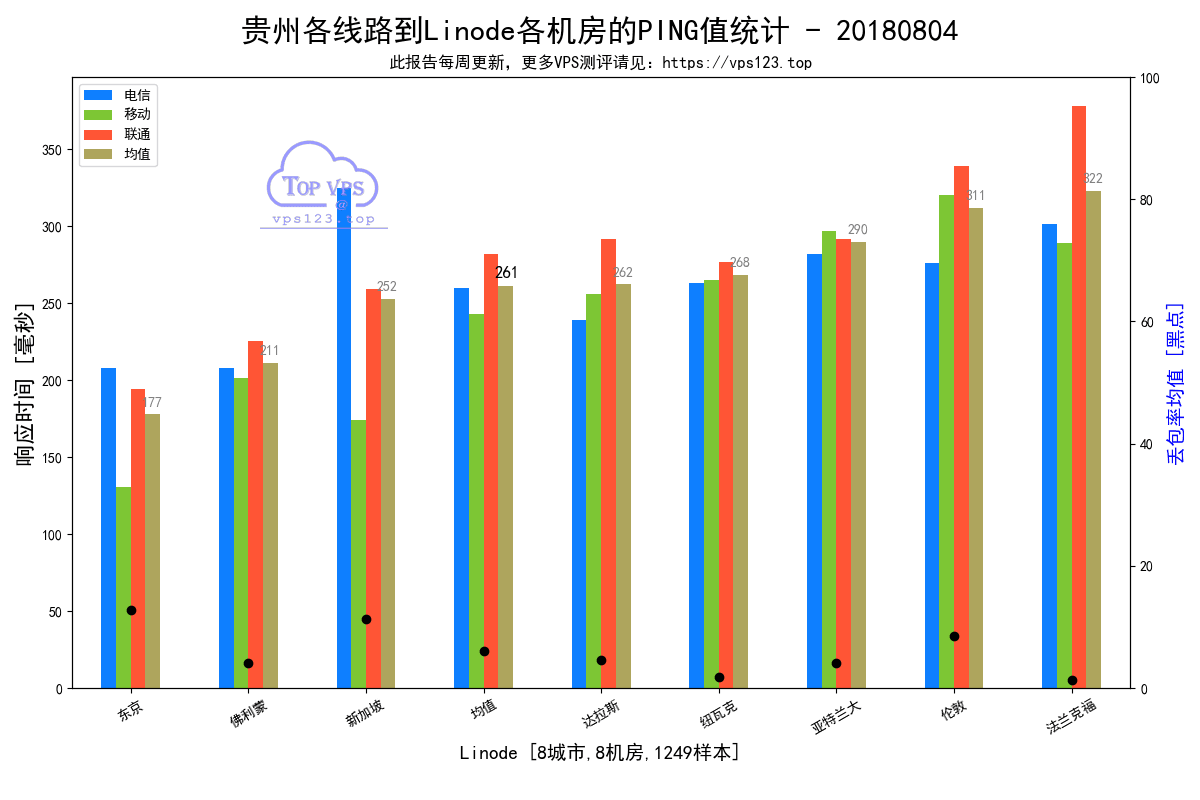 贵州各线路到Linode各机房的PING值统计 - 20180804
此报告每周更新，更多VPS测评请见：https://vps123.top
电信
移动
联通
均值
TOP VPS
@
vps123.top
响应时间 [毫秒]
350
300
250
200
150
100
50
0
177
211
252
261
262
268
290
311
322
100
80
60
40
20
0
丢包率均值 [黑点]
东京
佛利蒙
新加坡
均值
达拉斯
纽瓦克
亚特兰大
伦敦
法兰克福
Linode [8城市,8机房,1249样本]